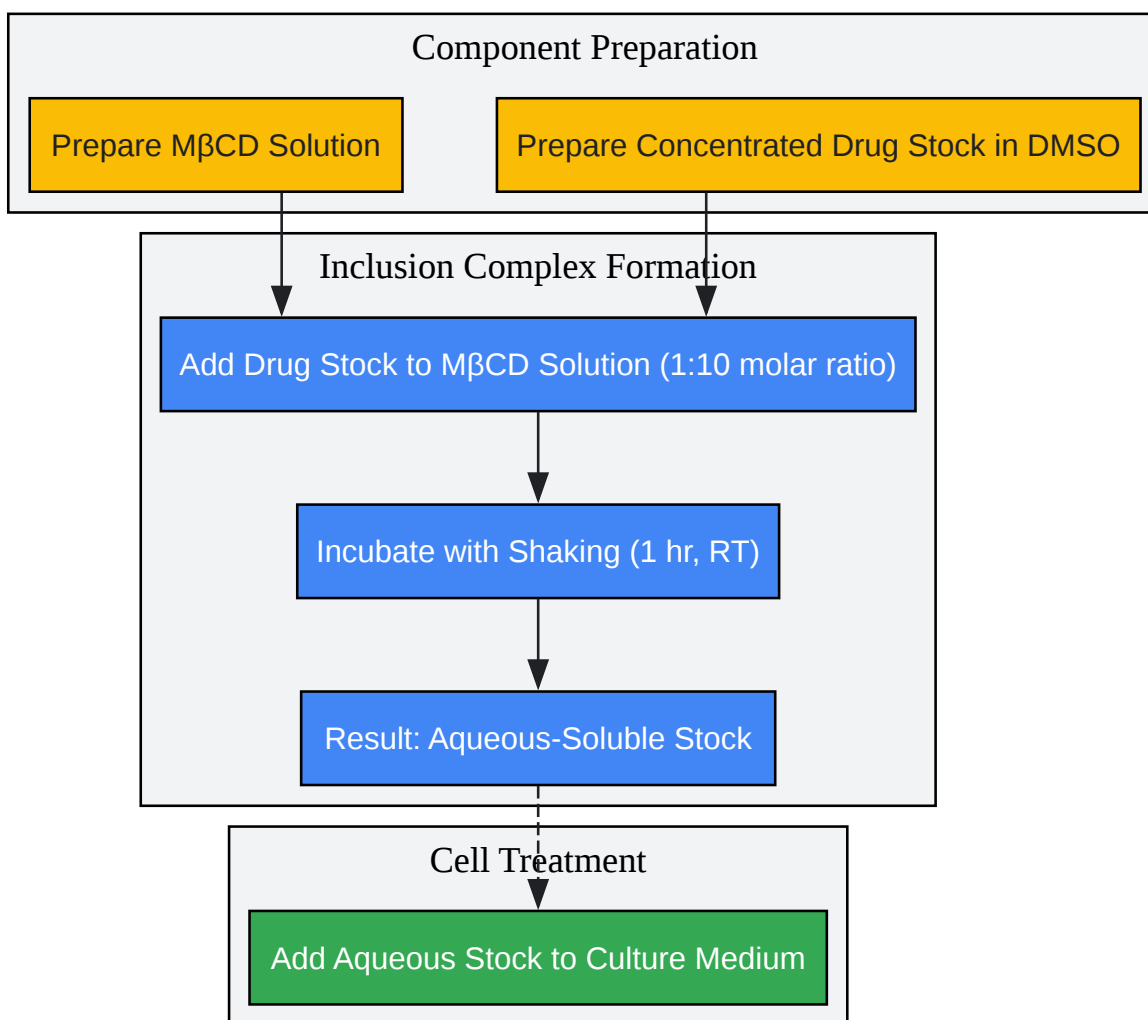 Component Preparation
Prepare MβCD Solution
Prepare Concentrated Drug Stock in DMSO
Inclusion Complex Formation
Add Drug Stock to MβCD Solution (1:10 molar ratio)
Incubate with Shaking (1 hr, RT)
Result: Aqueous-Soluble Stock
Cell Treatment
Add Aqueous Stock to Culture Medium